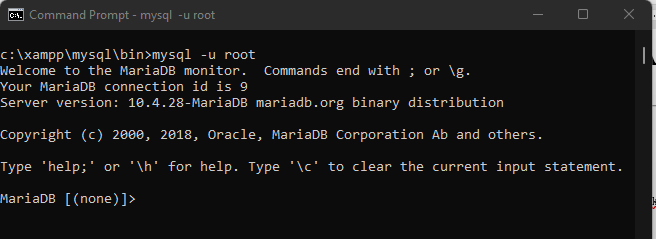 Command Prompt - mysql -u root
c:\xampp\mysql\bin>mysql -u root
Welcome to the MariaDB monitor.  Commands end with ; or \g.
Your MariaDB connection id is 9
Server version: 10.4.28-MariaDB mariadb.org binary distribution
Copyright (c) 2000, 2018, Oracle, MariaDB Corporation Ab and others.
Type 'help;' or '\h' for help. Type '\c' to clear the current input statement.
MariaDB [(none)]>